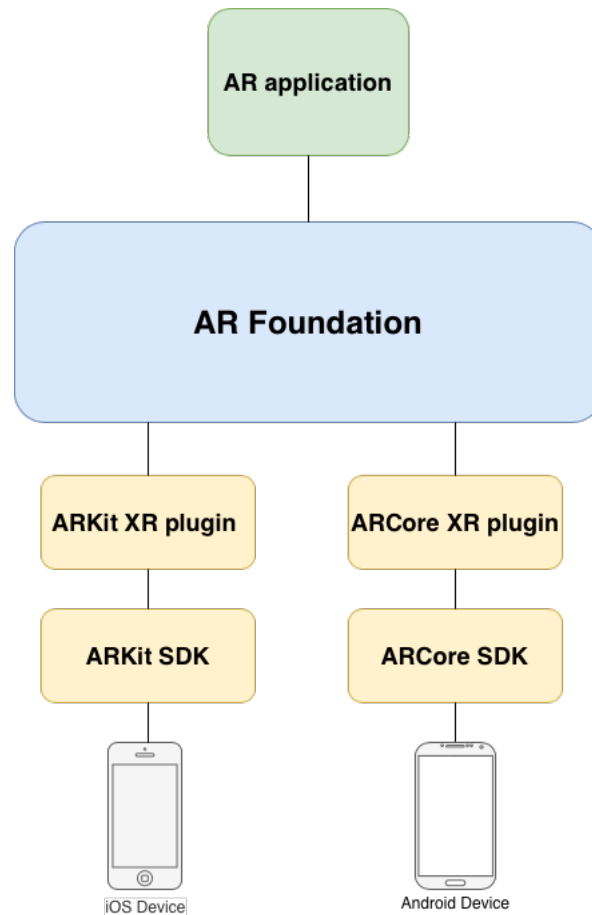 AR application
AR Foundation
ARKit XR plugin
ARCore XR plugin
ARKit SDK
ARCore SDK
iOS Device
Android Device